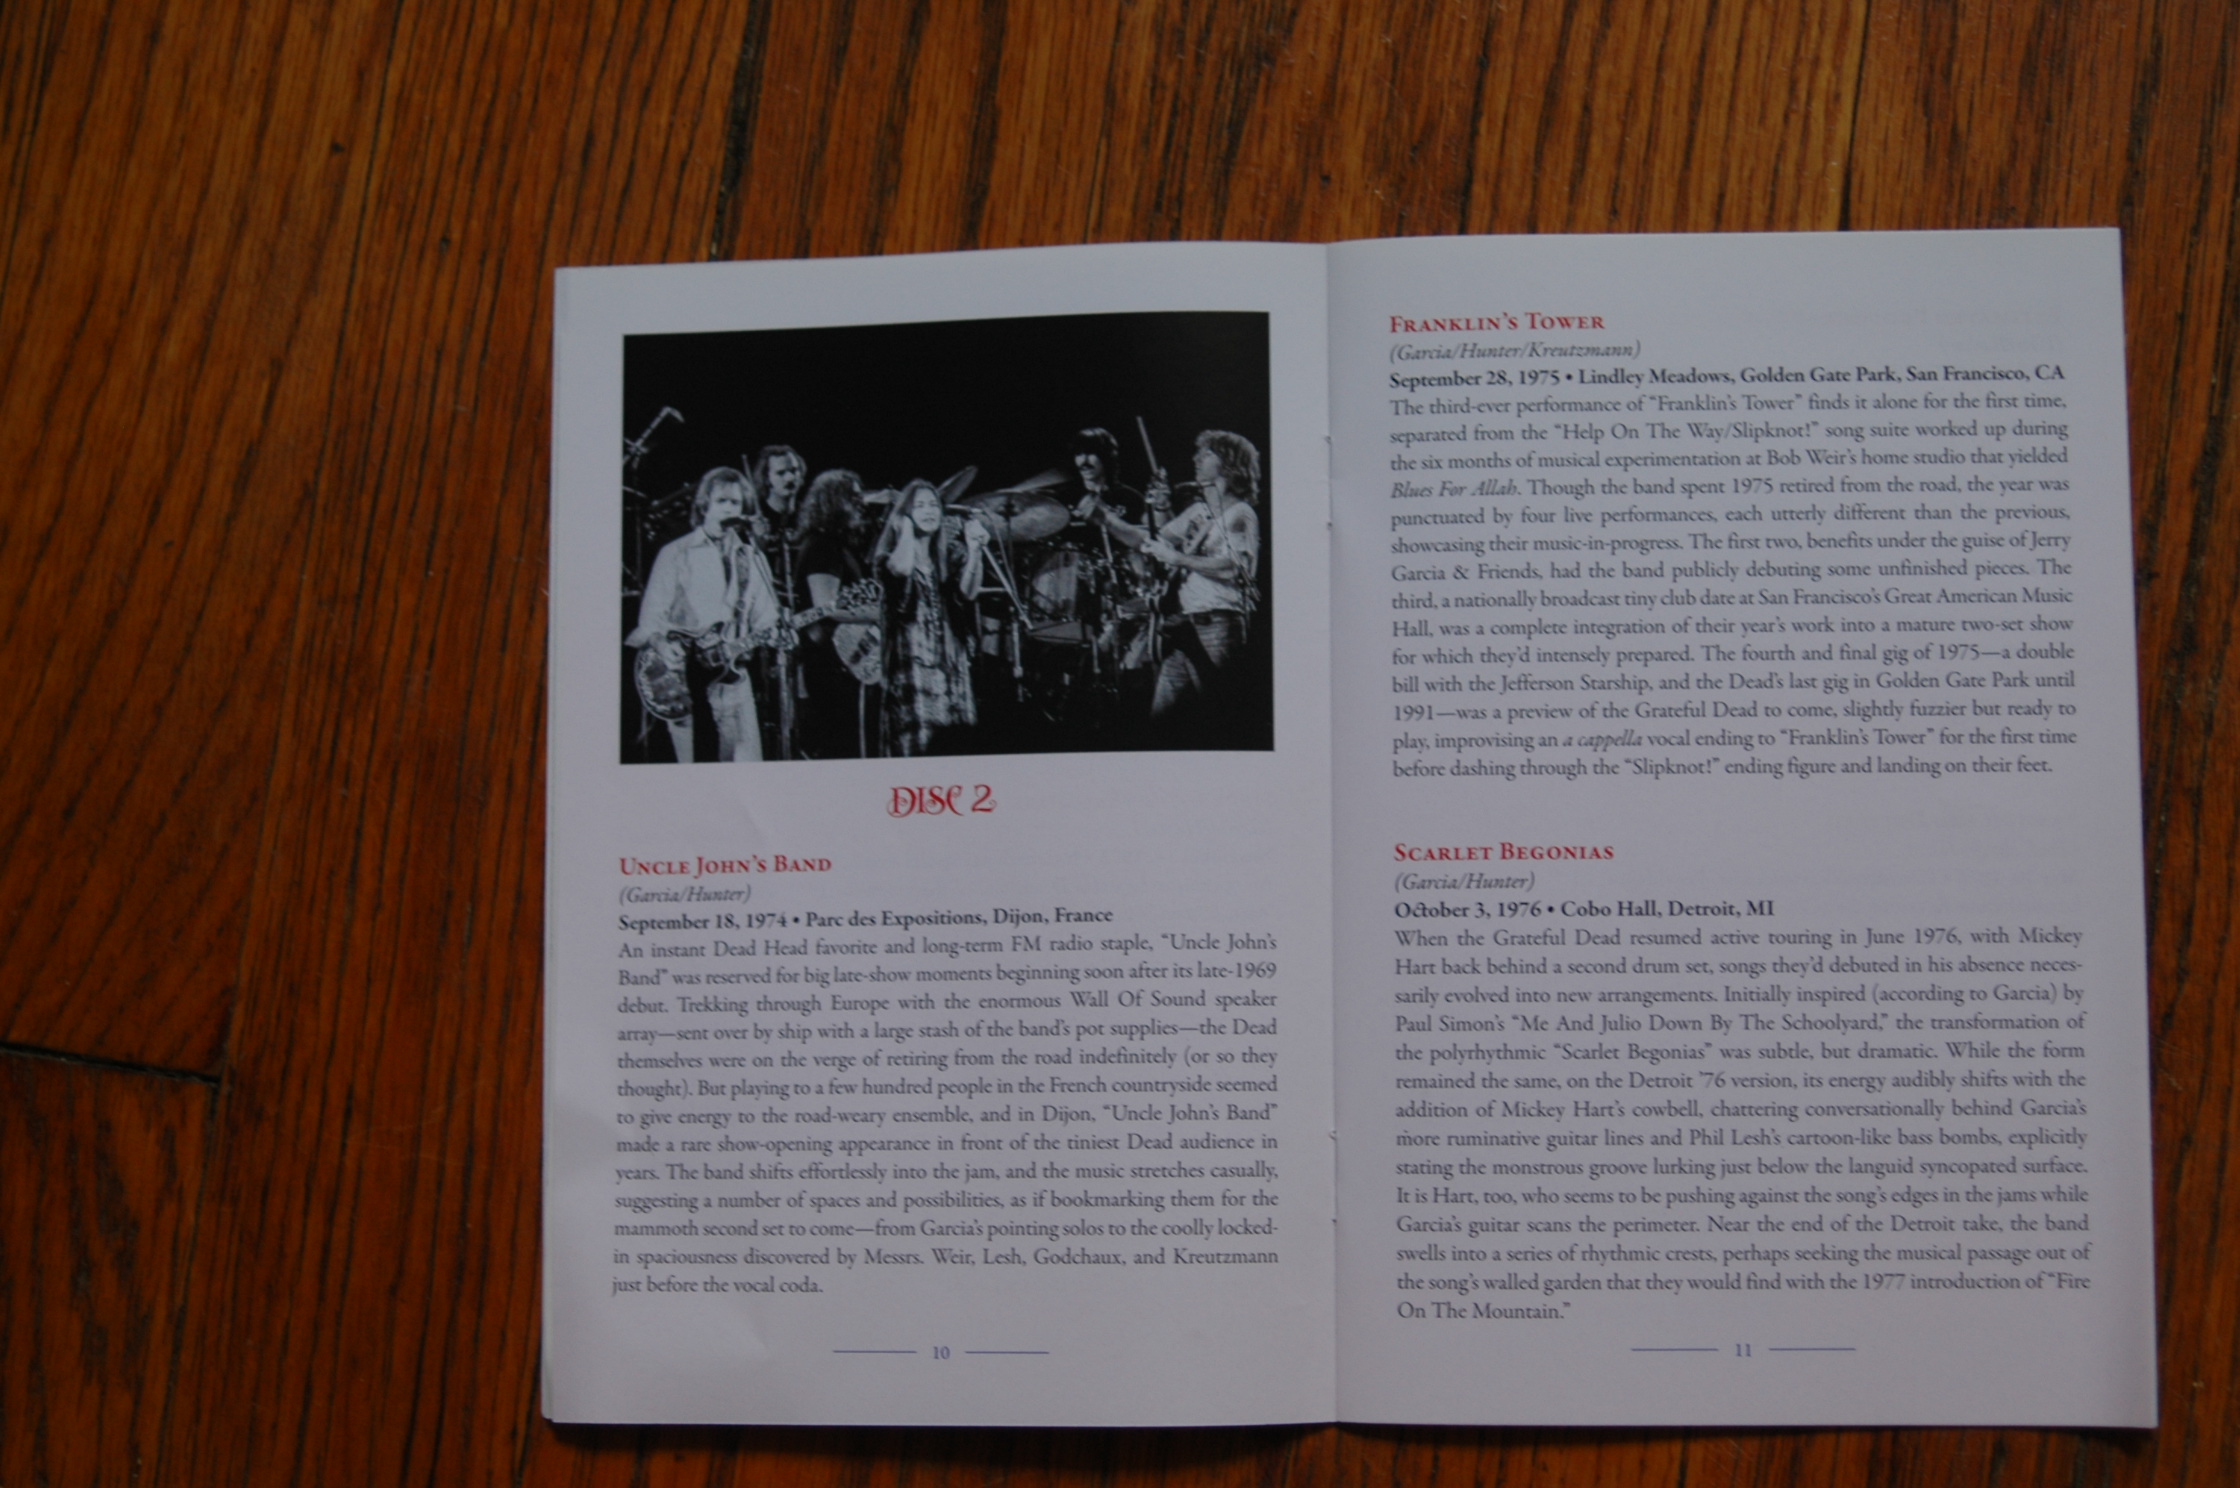 DISC 2
UNCLE JOHN'S BAND
(Garcia/Hunter)
September 18, 1974 • Parc des Expositions, Dijon, France
An instant Dead Head favorite and long-term FM radio staple, “Uncle John's
Band” was reserved for big late-show moments beginning soon after its late-1969
debut. Trekking through Europe with the enormous Wall Of Sound speaker
array—sent over by ship with a large stash of the band's pot supplies—the Dead
themselves were on the verge of retiring from the road indefinitely (or so they
thought). But playing to a few hundred people in the French countryside seemed
to give energy to the road-weary ensemble, and in Dijon, “Uncle John's Band”
made a rare show-opening appearance in front of the tiniest Dead audience in
years. The band shifts effortlessly into the jam, and the music stretches casually,
suggesting a number of spaces and possibilities, as if bookmarking them for the
mammoth second set to come—from Garcia's pointing solos to the coolly locked-
in spaciousness discovered by Messrs. Weir, Lesh, Godchaux, and Kreutzmann
just before the vocal coda.
10
FRANKLIN'S TOWER
(Garcia/Hunter/Kreutzmann)
September 28, 1975 • Lindley Meadows, Golden Gate Park, San Francisco, CA
The third-ever performance of “Franklin's Tower” finds it alone for the first time,
separated from the “Help On The Way/Slipknot!” song suite worked up during
the six months of musical experimentation at Bob Weir's home studio that yielded
Blues For Allah. Though the band spent 1975 retired from the road, the year was
punctuated by four live performances, each utterly different than the previous,
showcasing their music-in-progress. The first two, benefits under the guise of Jerry
Garcia & Friends, had the band publicly debuting some unfinished pieces. The
third, a nationally broadcast tiny club date at San Francisco's Great American Music
Hall, was a complete integration of their year's work into a mature two-set show
for which they'd intensely prepared. The fourth and final gig of 1975—a double
bill with the Jefferson Starship, and the Dead's last gig in Golden Gate Park until
1991—was a preview of the Grateful Dead to come, slightly fuzzier but ready to
play, improvising an a cappella vocal ending to “Franklin's Tower” for the first time
before dashing through the “Slipknot!” ending figure and landing on their feet.
SCARLET BEGONIAS
(Garcia/Hunter)
October 3, 1976 • Cobo Hall, Detroit, MI
When the Grateful Dead resumed active touring in June 1976, with Mickey
Hart back behind a second drum set, songs they'd debuted in his absence neces-
sarily evolved into new arrangements. Initially inspired (according to Garcia) by
Paul Simon's “Me And Julio Down By The Schoolyard,” the transformation of
the polyrhythmic “Scarlet Begonias” was subtle, but dramatic. While the form
remained the same, on the Detroit '76 version, its energy audibly shifts with the
addition of Mickey Hart's cowbell, chattering conversationally behind Garcia's
more ruminative guitar lines and Phil Lesh's cartoon-like bass bombs, explicitly
stating the monstrous groove lurking just below the languid syncopated surface.
It is Hart, too, who seems to be pushing against the song's edges in the jams while
Garcia's guitar scans the perimeter. Near the end of the Detroit take, the band
swells into a series of rhythmic crests, perhaps seeking the musical passage out of
the song's walled garden that they would find with the 1977 introduction of “Fire
On The Mountain.”
11